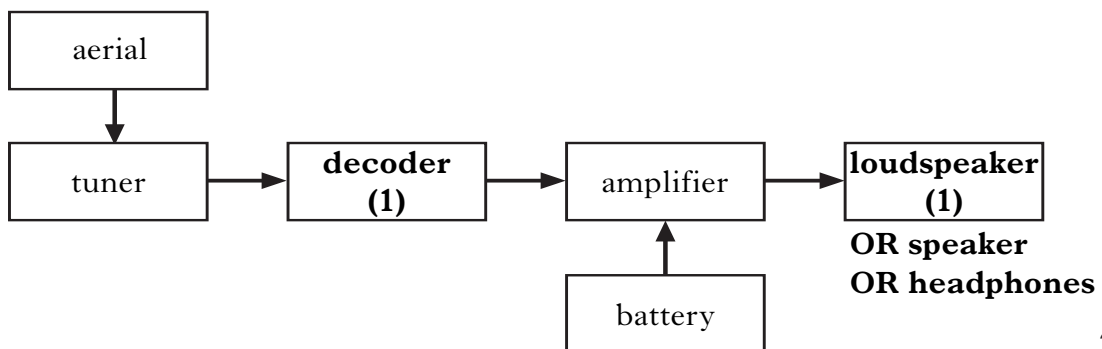 aerial
tuner
decoder
(1)
amplifier
loudspeaker
(1)
OR speaker
OR headphones
battery